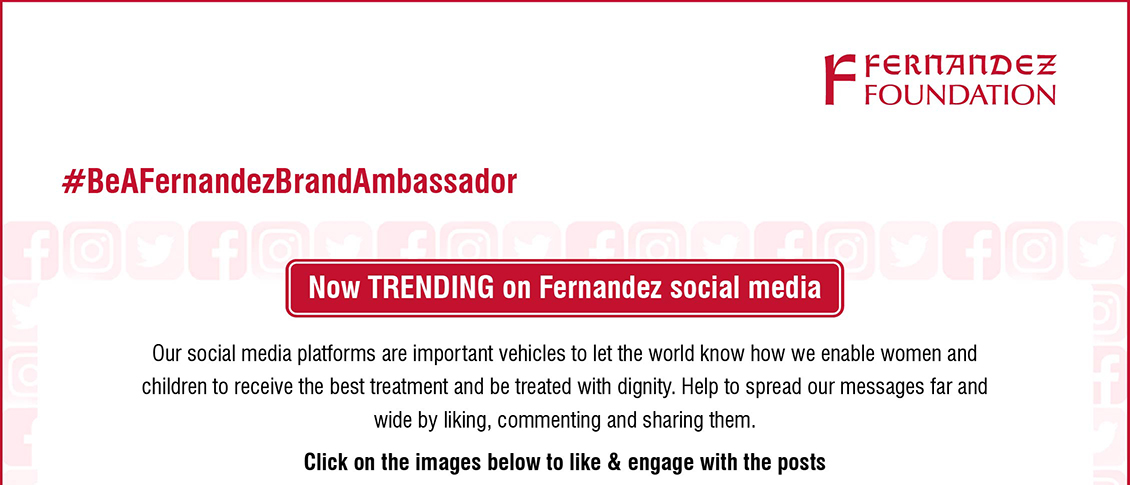 FERNANDEZ
FOUNDATION
#BeAFernandezBrandAmbassador
Now TRENDING on Fernandez social media
Our social media platforms are important vehicles to let the world know how we enable women and
children to receive the best treatment and be treated with dignity. Help to spread our messages far and
wide by liking, commenting and sharing them.
Click on the images below to like & engage with the posts